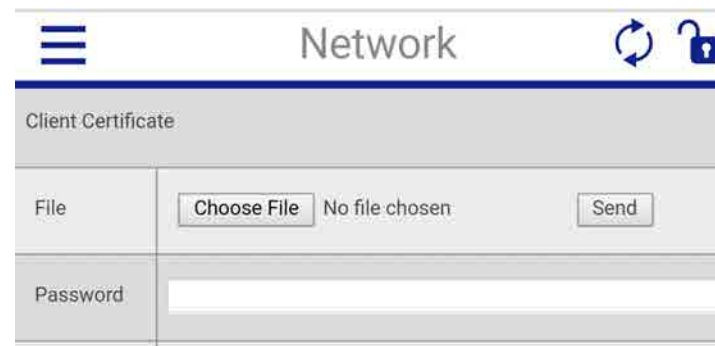 Network
Client Certificate
File Choose File No file chosen Send
Password